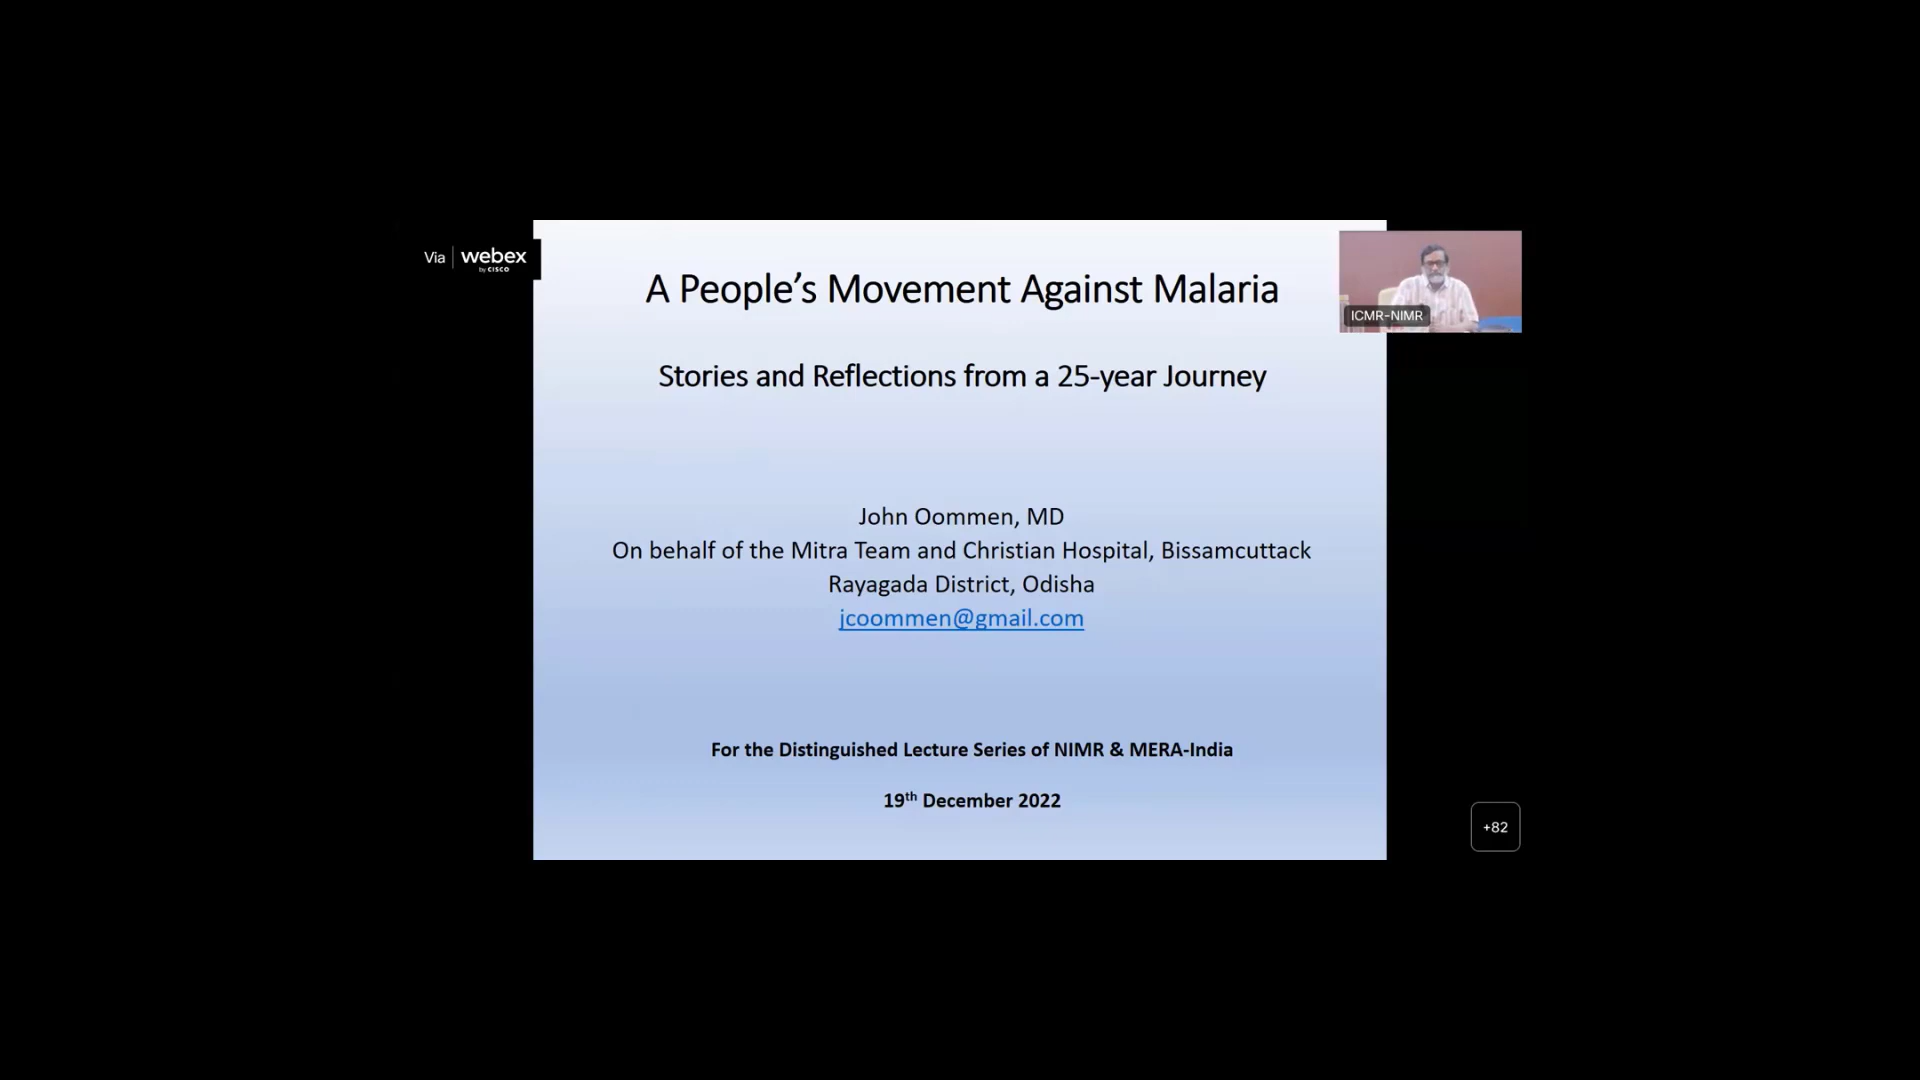 Via | webex
by CISCO
A People’s Movement Against Malaria
ICMR-NIMR
Stories and Reflections from a 25-year Journey
John Oommen, MD
On behalf of the Mitra Team and Christian Hospital, Bissamcuttack
Rayagada District, Odisha
jcoommen@gmail.com
For the Distinguished Lecture Series of NIMR & MERA-India
19th December 2022
+82